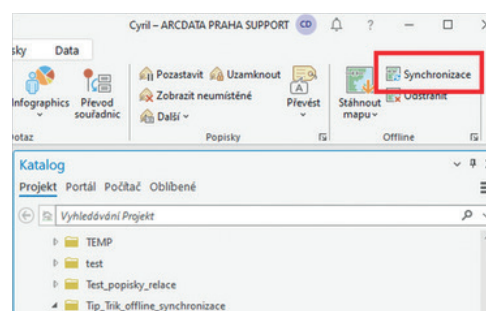 Cyril – ARCDATA PRAHA SUPPORT CD ?
sky Data
Infographics
Převod souřadnic
Pozastavit Uzamknout
Zobrazit neumístěné
Další
Převést
Stáhnout mapu
Synchronizace
Odstranit
otaz Popisky Offline
Katalog
Projekt Portál Počítač Oblíbené
Vyhledávání Projekt
TEMP
test
Test_popisky_relace
Tip_Trik_offline_synchronizace